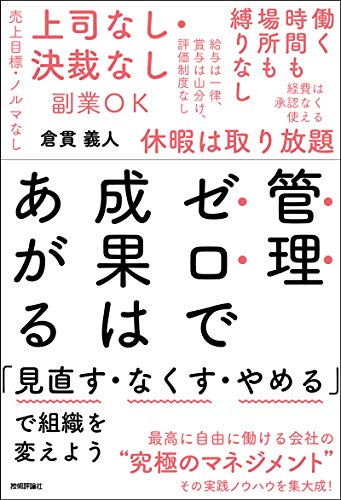 働く
時間も
場所も
縛りなし
経費は
承認なく
使える
給与は一律、
賞与は山分け、
評価制度なし
上司なし・
決裁なし
売上目標・ノルマなし
副業OK
休暇は取り放題
倉貫 義人
管理
ゼロで
成果は
あがる
「見直す・なくす・やめる」
で組織を
変えよう
最高に自由に働ける会社の
“究極のマネジメント”
その実践ノウハウを集大成!
技術評論社